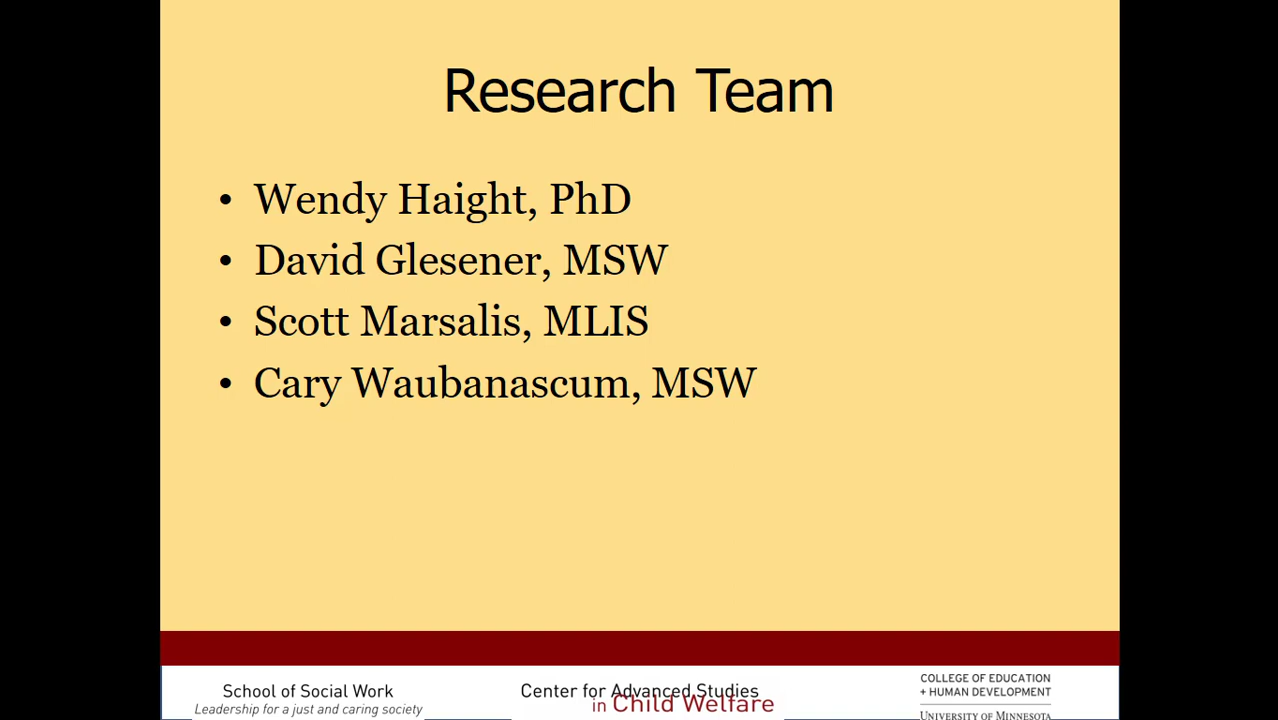 Research Team
• Wendy Haight, PhD
• David Glesener, MSW
• Scott Marsalis, MLIS
• Cary Waubanascum, MSW
School of Social Work
Leadership for a just and caring society
Center for Advanced Studies
in Child Welfare
COLLEGE OF EDUCATION
+ HUMAN DEVELOPMENT
UNIVERSITY OF MINNESOTA